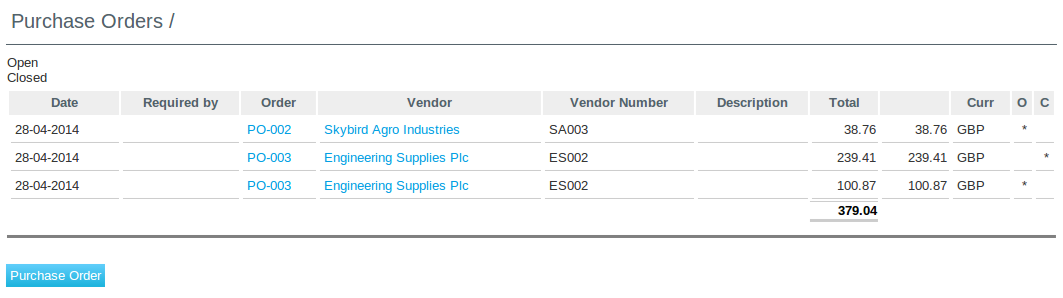 Purchase Orders /
Open
Closed
Date Required by Order Vendor Vendor Number Description Total Curr O C
28-04-2014 PO-002 Skybird Agro Industries SA003 38.76 38.76 GBP *
28-04-2014 PO-003 Engineering Supplies Plc ES002 239.41 239.41 GBP *
28-04-2014 PO-003 Engineering Supplies Plc ES002 100.87 100.87 GBP *
379.04
Purchase Order